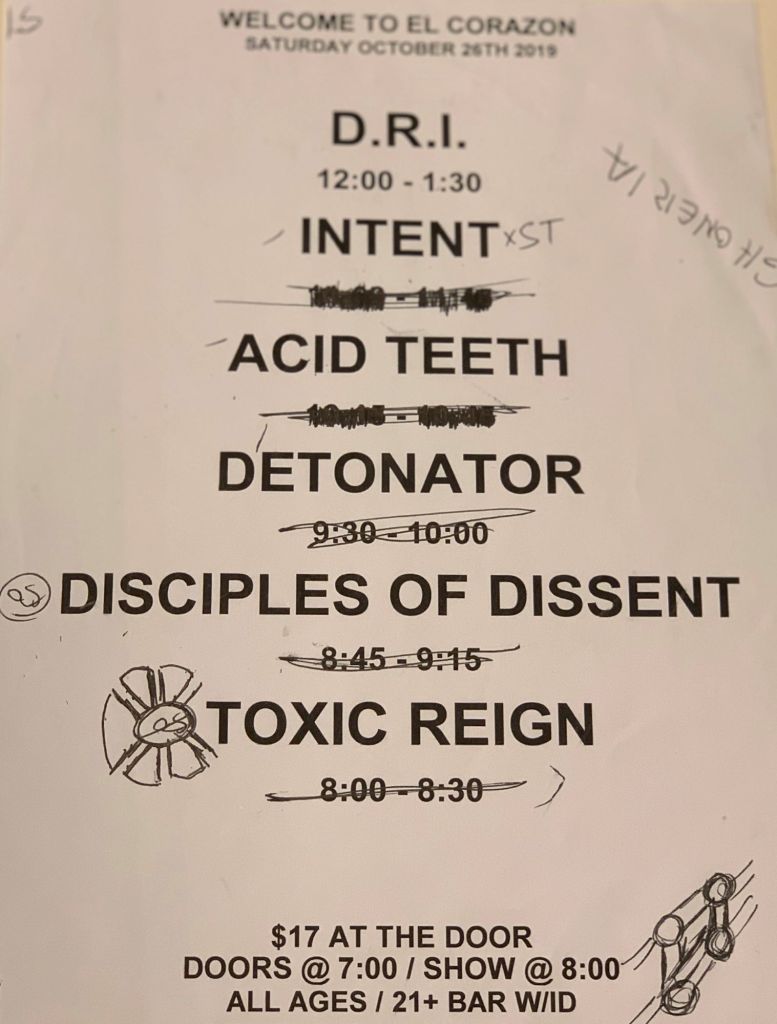 WELCOME TO EL CORAZON
SATURDAY OCTOBER 26TH 2019
D.R.I.
12:00 - 1:30
INTENT xST
ACID TEETH
DETONATOR
9:30 - 10:00
DISCIPLES OF DISSENT
8:45 - 9:15
TOXIC REIGN
8:00 - 8:30
$17 AT THE DOOR
DOORS @ 7:00 / SHOW @ 8:00
ALL AGES / 21+ BAR W/ID